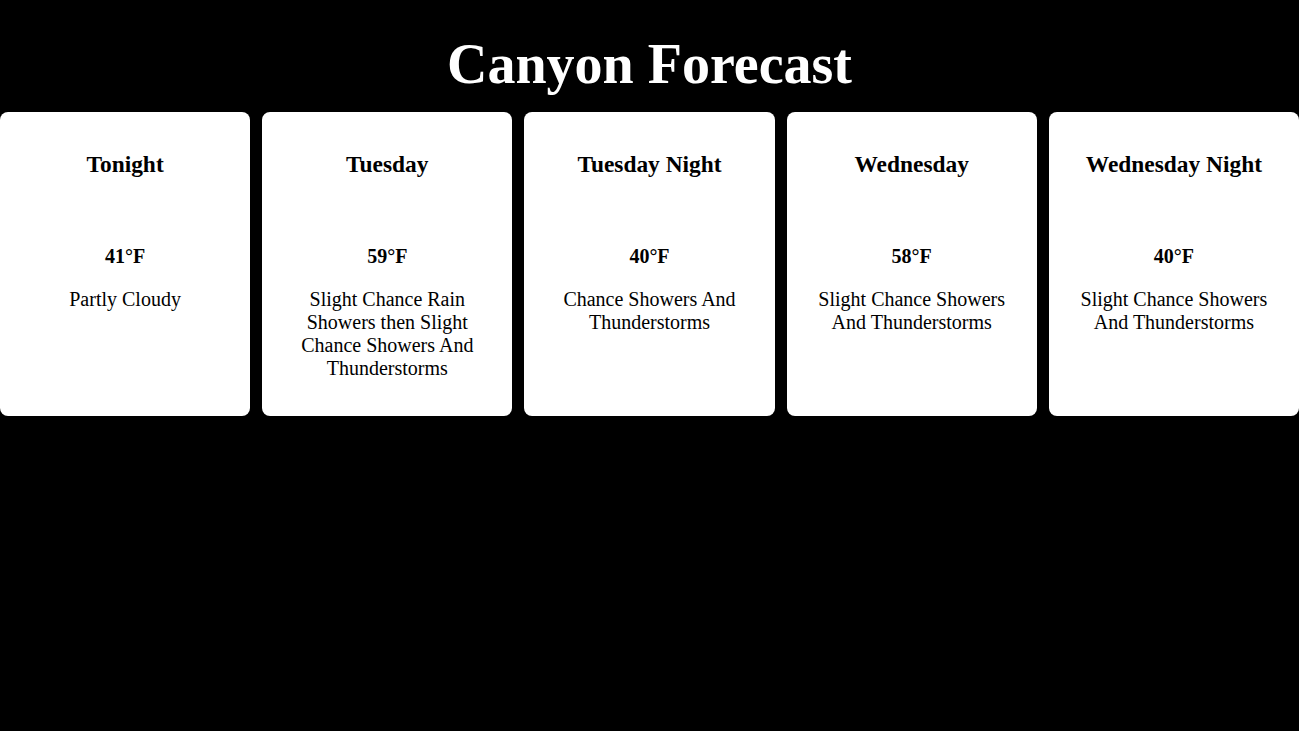 Canyon Forecast
Tonight
41°F
Partly Cloudy
Tuesday
59°F
Slight Chance Rain
Showers then Slight
Chance Showers And
Thunderstorms
Tuesday Night
40°F
Chance Showers And
Thunderstorms
Wednesday
58°F
Slight Chance Showers
And Thunderstorms
Wednesday Night
40°F
Slight Chance Showers
And Thunderstorms